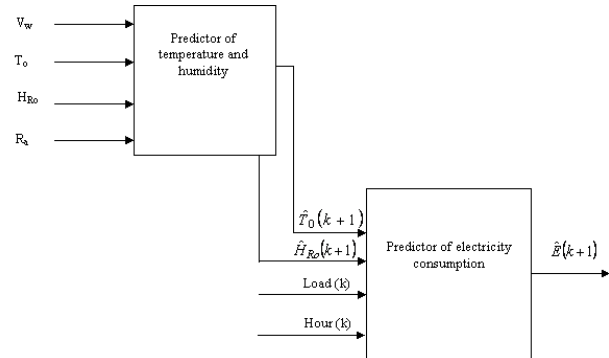 V_w
T_o
H_Ro
R_a
Predictor of
temperature and
humidity
T̂_0(k+1)
Ĥ_Ro(k+1)
Load(k)
Hour(k)
Predictor of electricity
consumption
Ê(k+1)